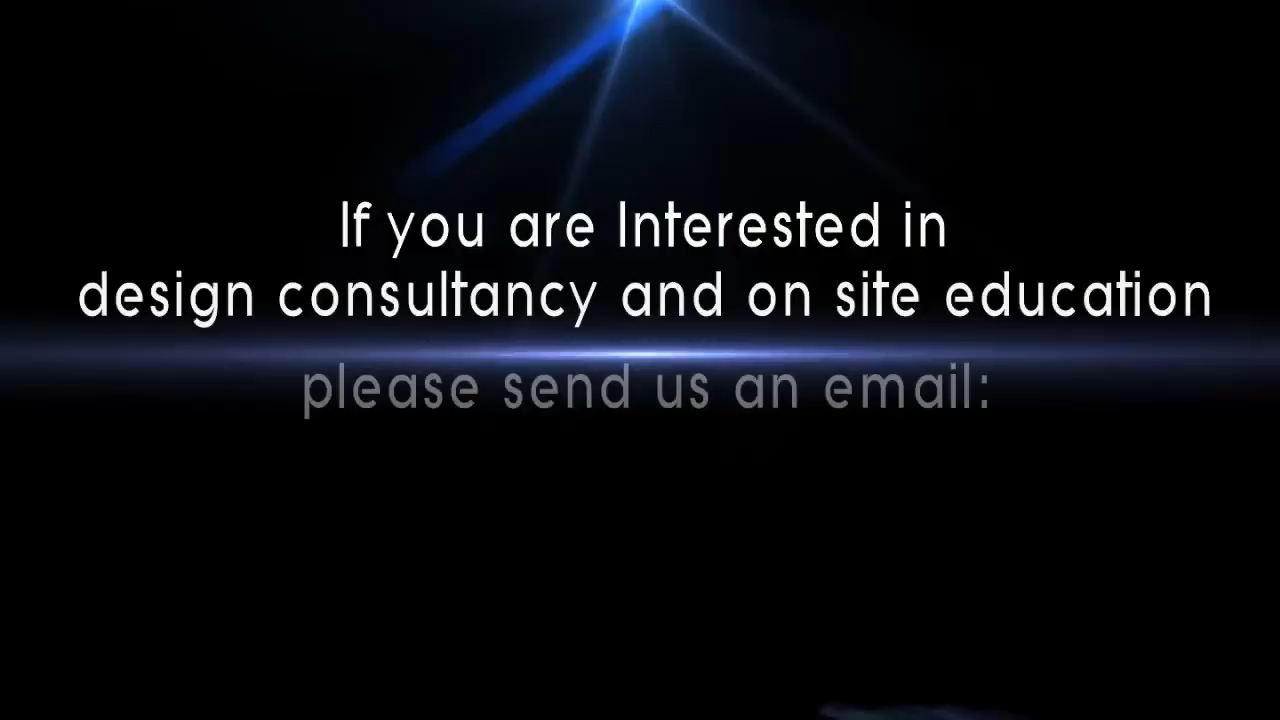 If you are Interested in
design consultancy and on site education
please send us an email: